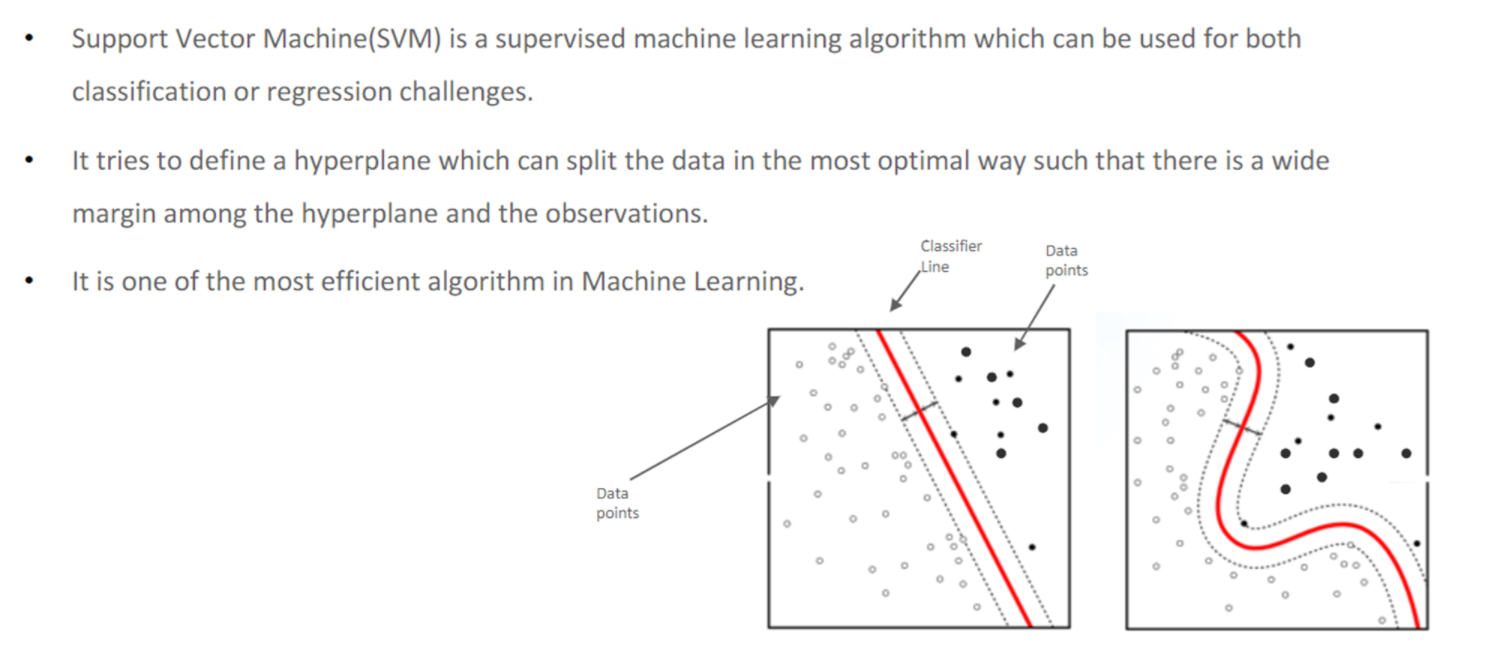 • Support Vector Machine(SVM) is a supervised machine learning algorithm which can be used for both
classification or regression challenges.
• It tries to define a hyperplane which can split the data in the most optimal way such that there is a wide
margin among the hyperplane and the observations.
• It is one of the most efficient algorithm in Machine Learning.
Classifier
Line
Data
points
Data
points